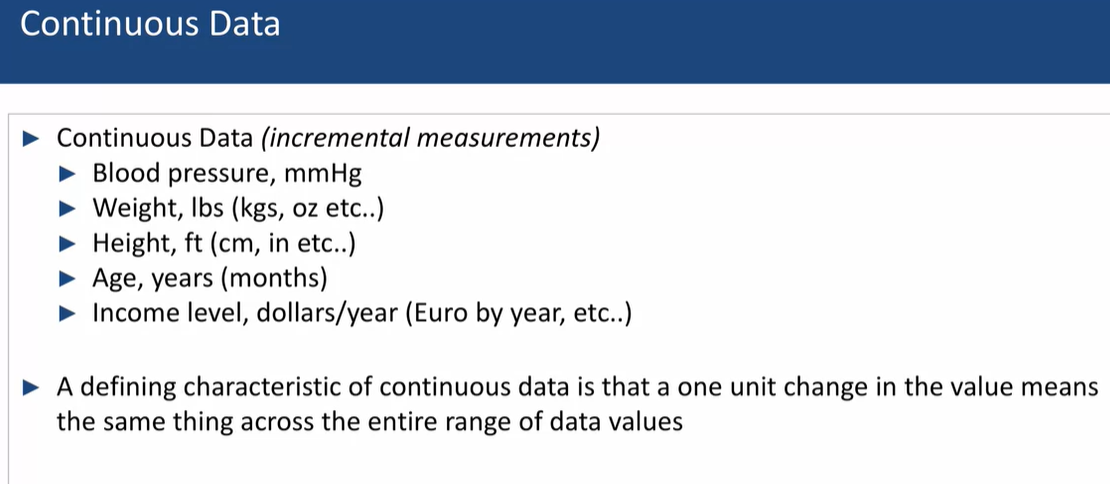 Continuous Data
Continuous Data (incremental measurements)
Blood pressure, mmHg
Weight, lbs (kgs, oz etc..)
Height, ft (cm, in etc..)
Age, years (months)
Income level, dollars/year (Euro by year, etc..)
A defining characteristic of continuous data is that a one unit change in the value means
the same thing across the entire range of data values